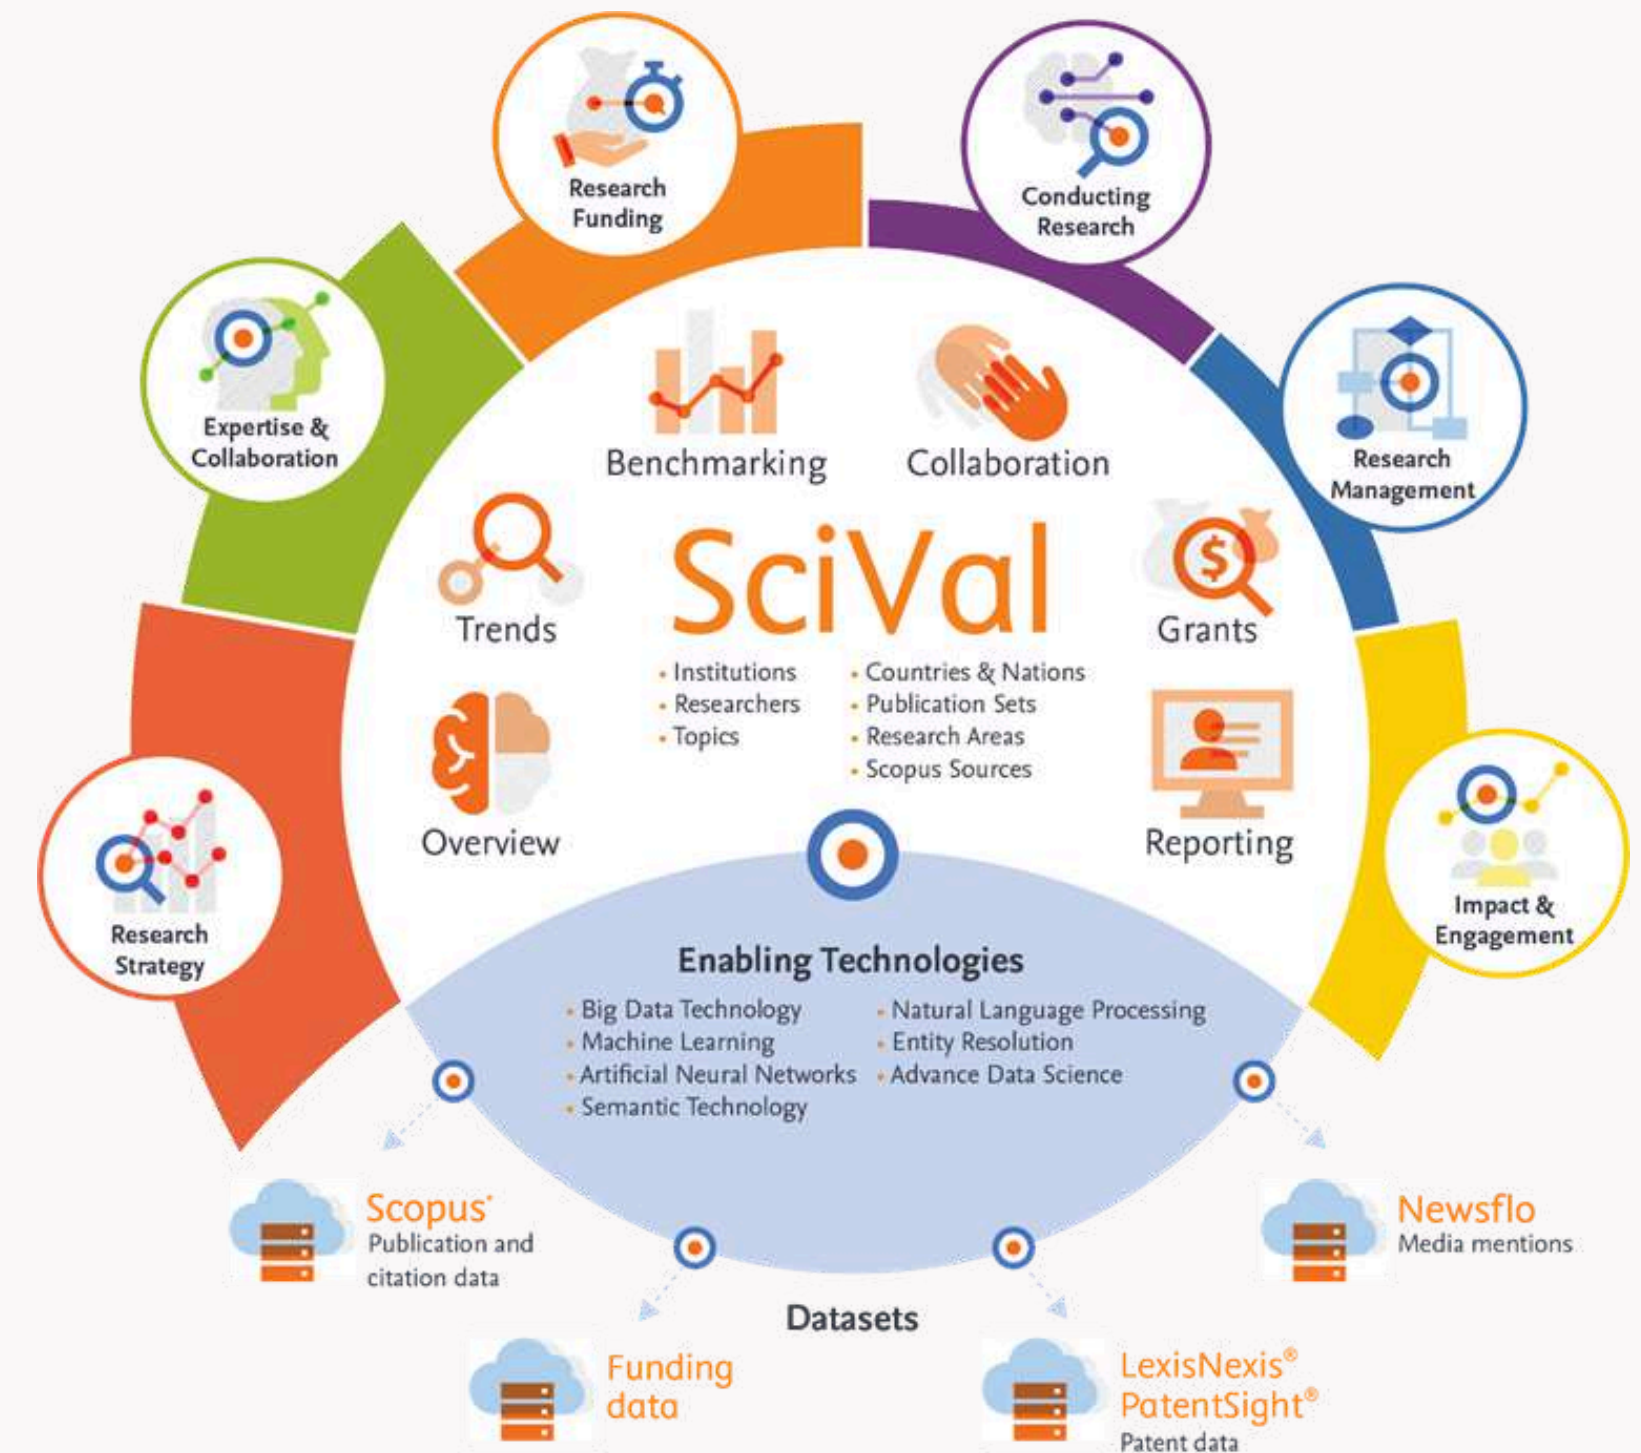 Research
Funding
Conducting
Research
Expertise &
Collaboration
Research
Management
Benchmarking
Collaboration
Trends
SciVal
Grants
• Institutions
• Researchers
• Topics
• Countries & Nations
• Publication Sets
• Research Areas
• Scopus Sources
Overview
Reporting
Research
Strategy
Impact &
Engagement
Enabling Technologies
• Big Data Technology
• Machine Learning
• Artificial Neural Networks
• Semantic Technology
• Natural Language Processing
• Entity Resolution
• Advance Data Science
Scopus®
Publication and
citation data
Newsflo
Media mentions
Datasets
Funding
data
LexisNexis®
PatentSight®
Patent data